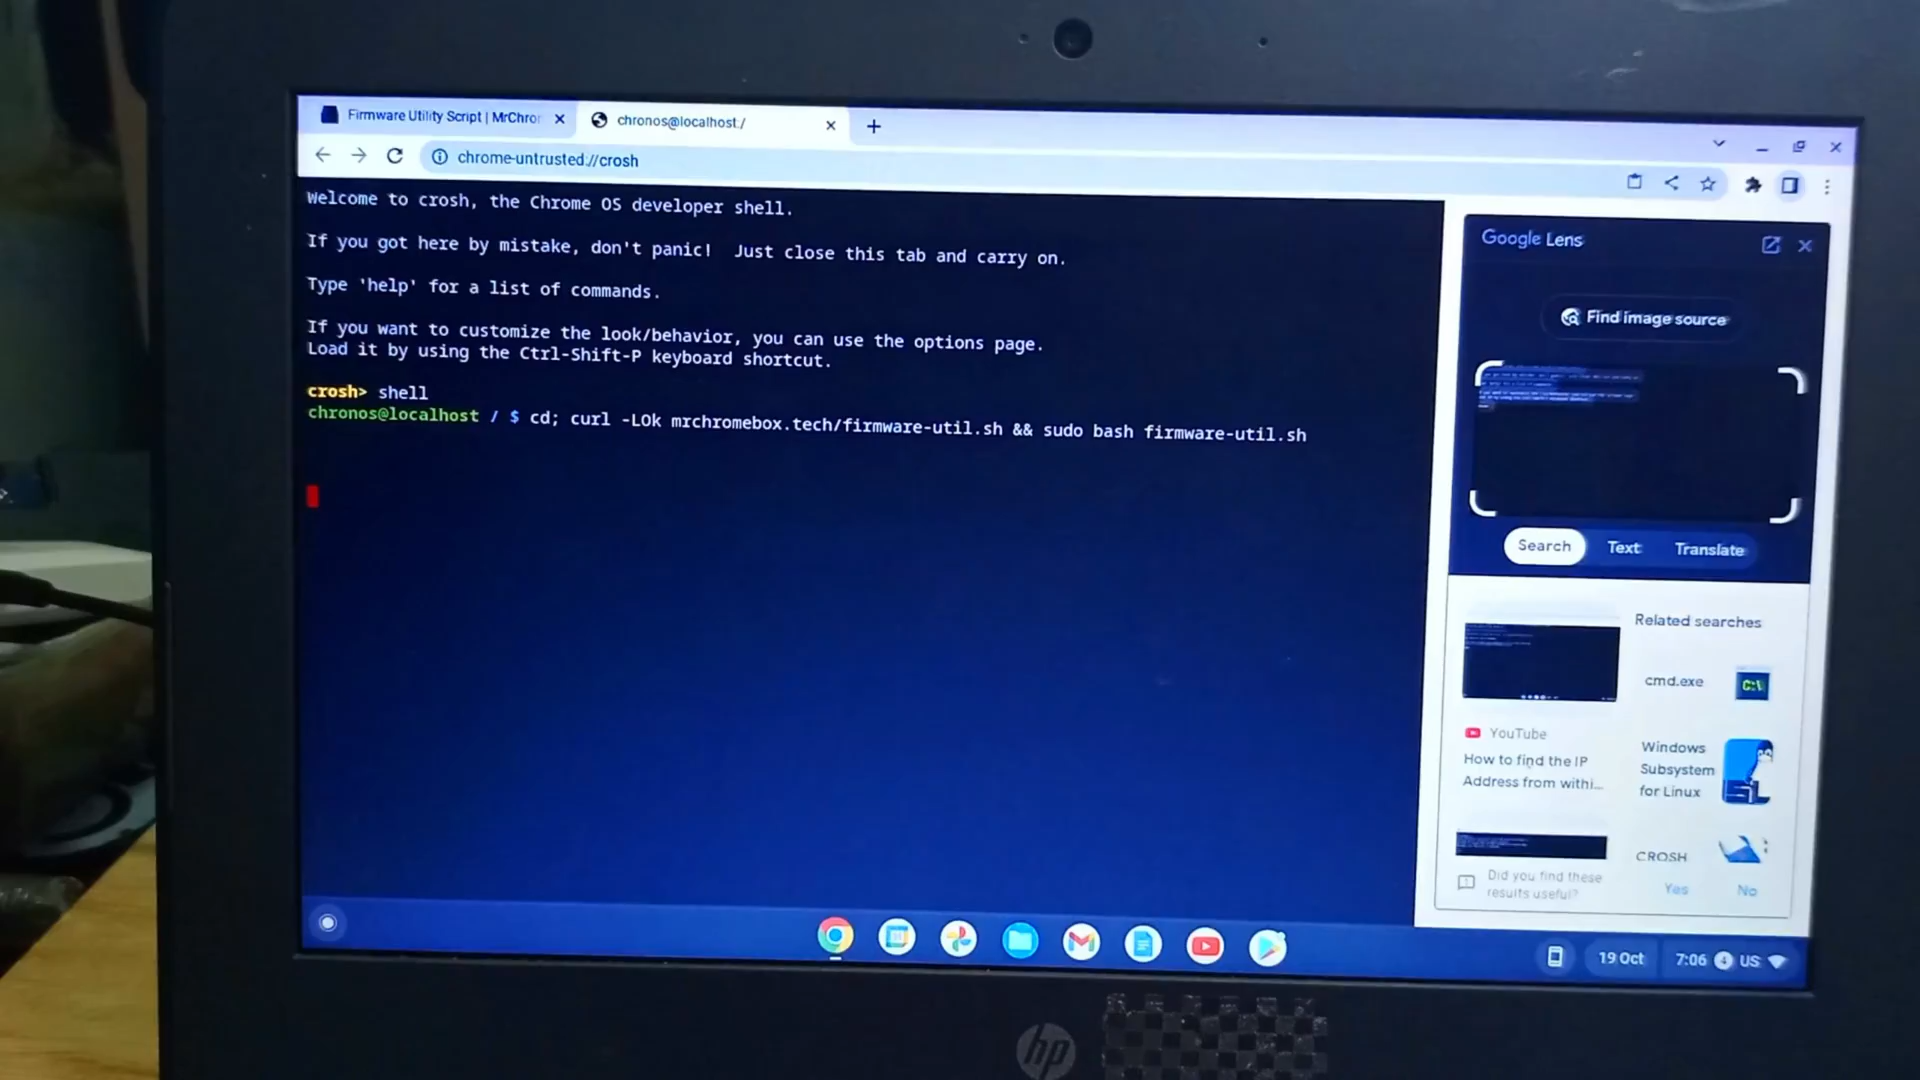 Firmware Utility Script | MrChro
chronos@localhost:/
chrome-untrusted://crosh
Welcome to crosh, the Chrome OS developer shell.
If you got here by mistake, don't panic!  Just close this tab and carry on.
Type 'help' for a list of commands.
If you want to customize the look/behavior, you can use the options page.
Load it by using the Ctrl-Shift-P keyboard shortcut.
crosh> shell
chronos@localhost / $ cd; curl -LOk mrchromebox.tech/firmware-util.sh && sudo bash firmware-util.sh
Google Lens
Find image source
Search
Text
Translate
Related searches
cmd.exe
C:\
YouTube
How to find the IP
Address from withi...
Windows
Subsystem
for Linux
CROSH
Did you find these
results useful?
Yes
No
19 Oct
7:06
4
US
hp